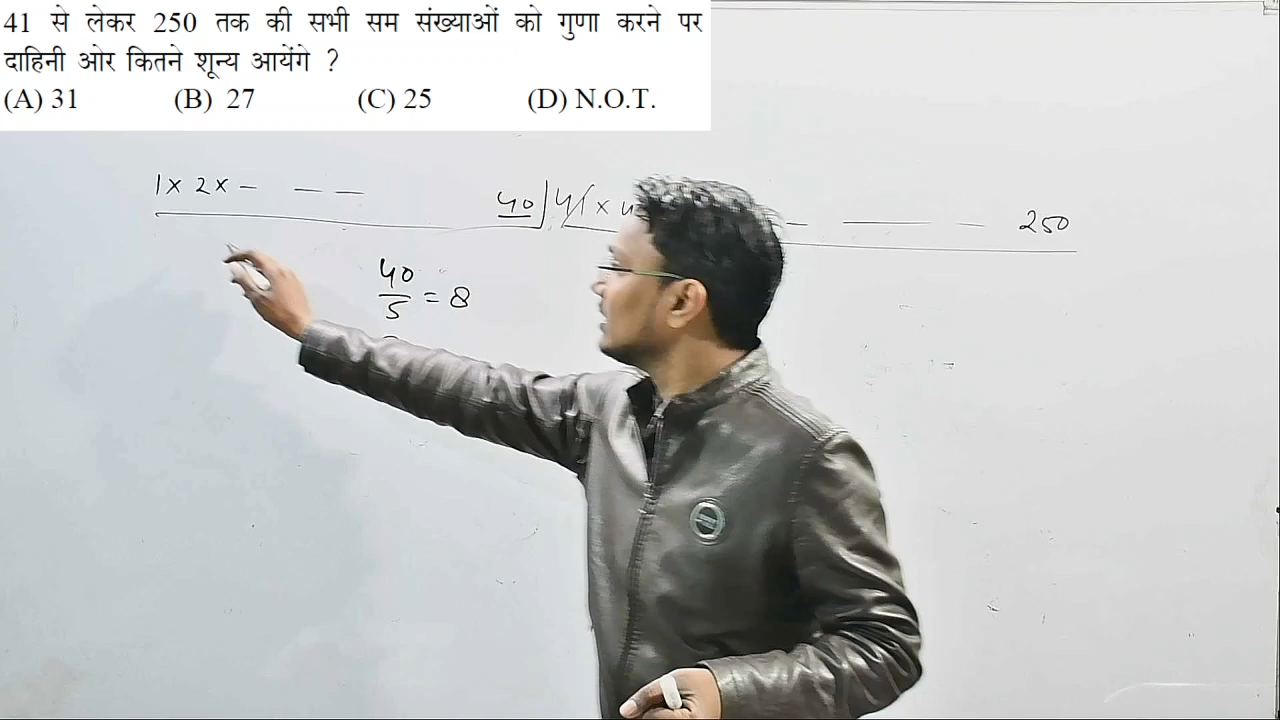 41 से लेकर 250 तक की सभी सम संख्याओं को गुणा करने पर
दाहिनी ओर कितने शून्य आयेंगे ?
(A) 31 (B) 27 (C) 25 (D) N.O.T.
1 x 2 x - - - 40 | 41 x - - - 250
40/5 = 8